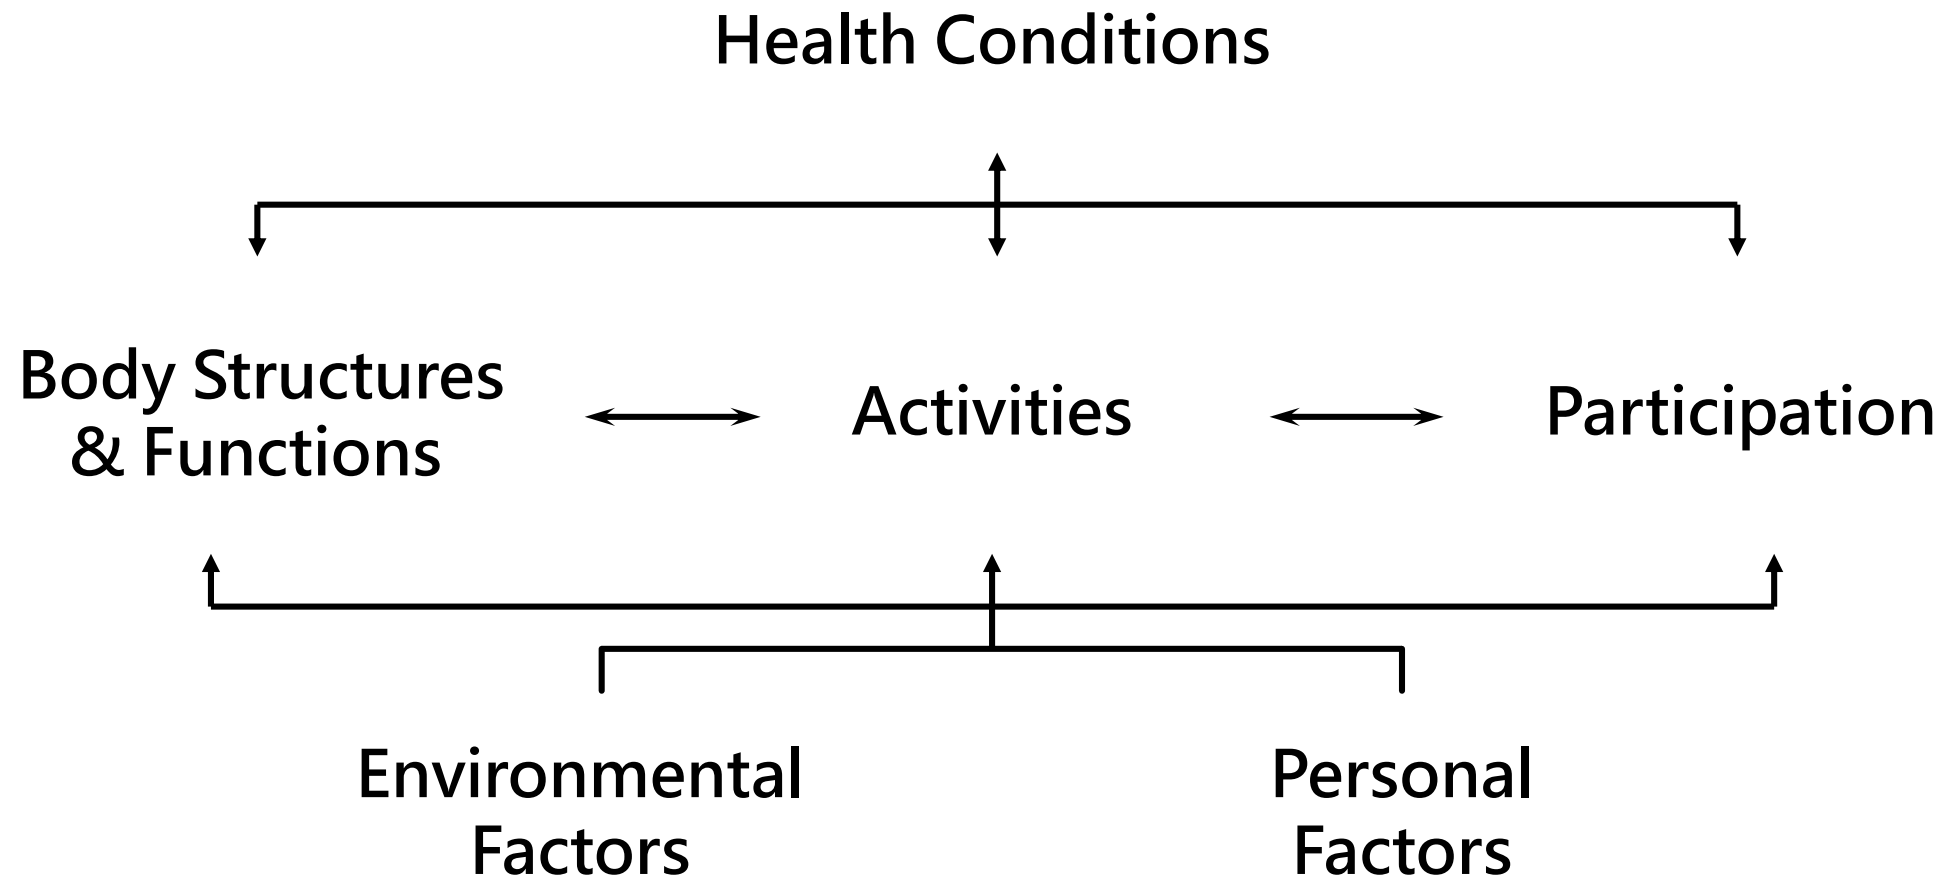 Health Conditions
Body Structures
& Functions
Activities
Participation
Environmental
Factors
Personal
Factors